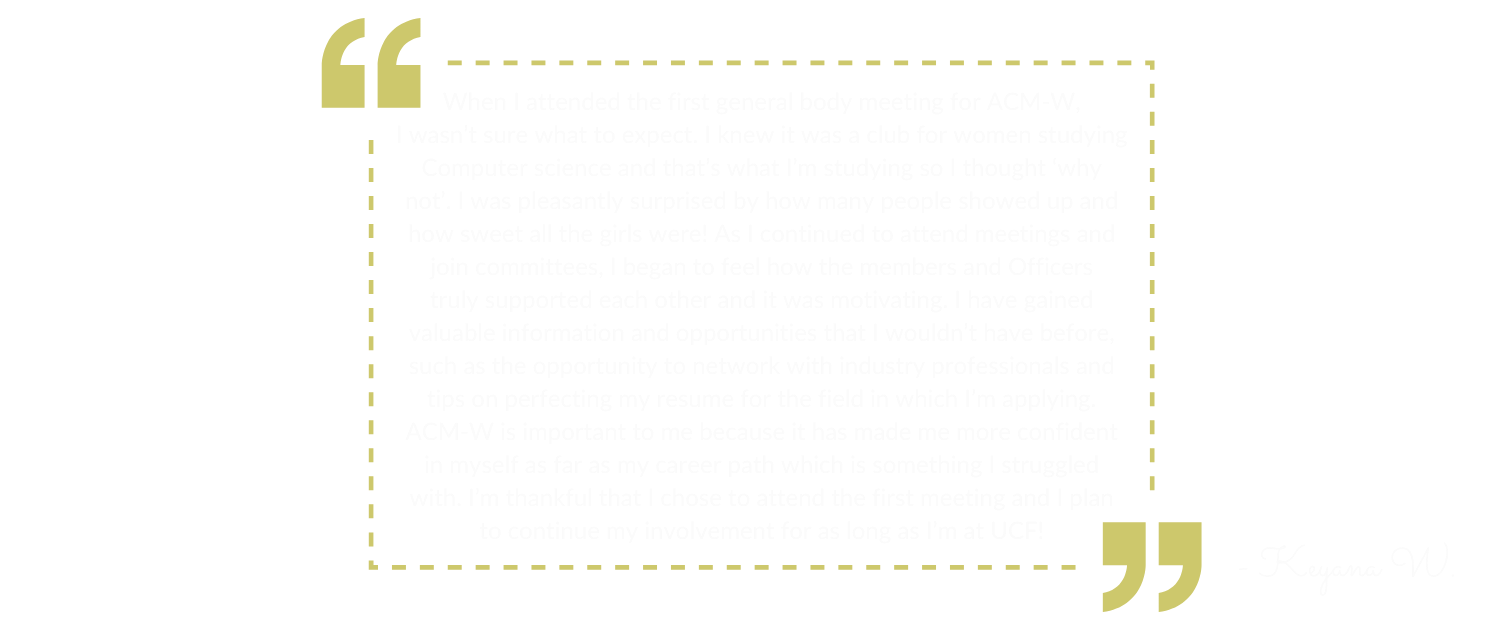 When I attended the first general body meeting for ACM-W,
I wasn't sure what to expect. I knew it was a club for women studying
Computer science and that's what I'm studying so I thought 'why
not'. I was pleasantly surprised by how many people showed up and
how sweet all the girls were! As I continued to attend meetings and
join committees, I began to feel how the members and Officers
truly supported each other and it was motivating. I have gained
valuable information and opportunities that I wouldn't have before,
such as the opportunity to network with industry professionals and
tips on perfecting my resume for the field in which I'm applying.
ACM-W is important to me because it has made me more confident
in myself as far as my career path which is something I struggled
with. I'm thankful that I chose to attend the first meeting and I plan
to continue my involvement for as long as I'm at UCF!
- Keyama W